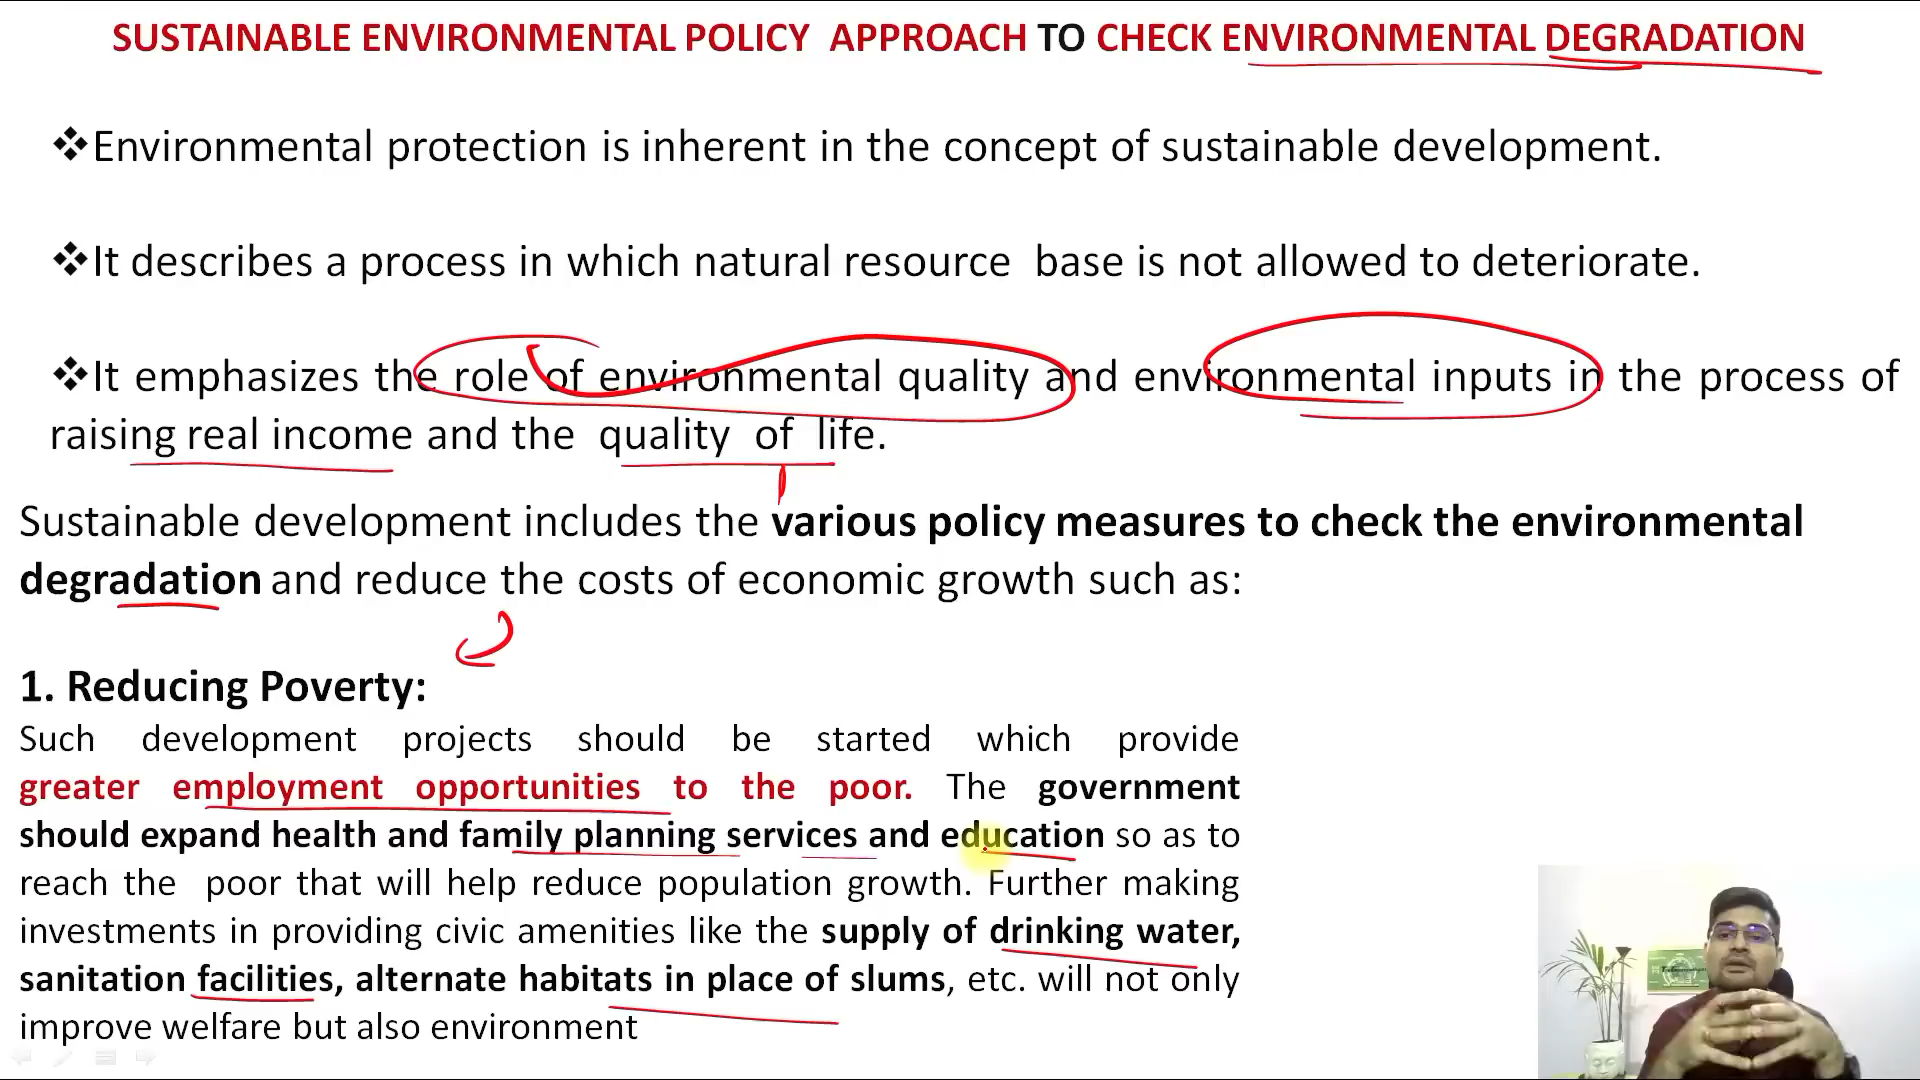 SUSTAINABLE ENVIRONMENTAL POLICY APPROACH TO CHECK ENVIRONMENTAL DEGRADATION
❖Environmental protection is inherent in the concept of sustainable development.
❖It describes a process in which natural resource base is not allowed to deteriorate.
❖It emphasizes the role of environmental quality and environmental inputs in the process of
raising real income and the quality of life.
Sustainable development includes the various policy measures to check the environmental
degradation and reduce the costs of economic growth such as:
1. Reducing Poverty:
Such development projects should be started which provide
greater employment opportunities to the poor. The government
should expand health and family planning services and education so as to
reach the poor that will help reduce population growth. Further making
investments in providing civic amenities like the supply of drinking water,
sanitation facilities, alternate habitats in place of slums, etc. will not only
improve welfare but also environment